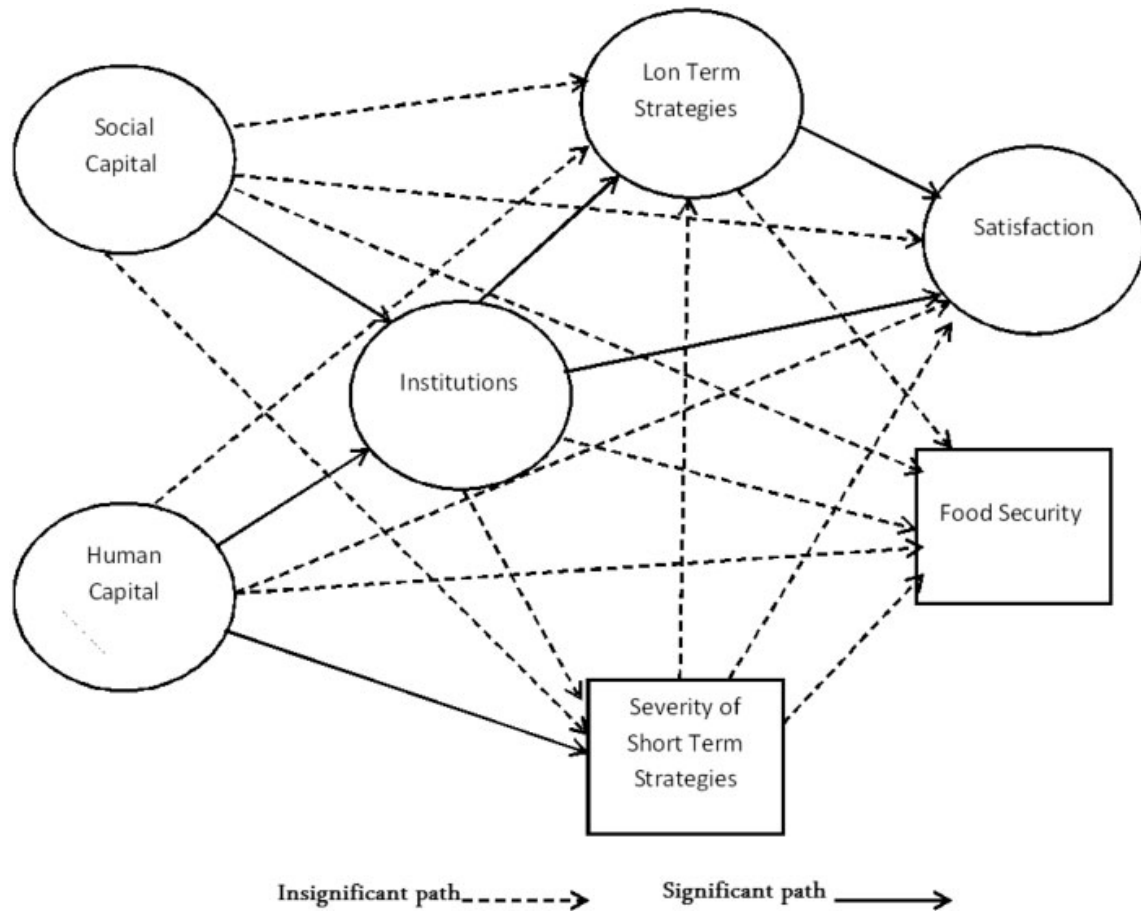 Lon Term
Strategies
Social
Capital
Satisfaction
Institutions
Food Security
Human
Capital
Severity of
Short Term
Strategies
Insignificant path
Significant path